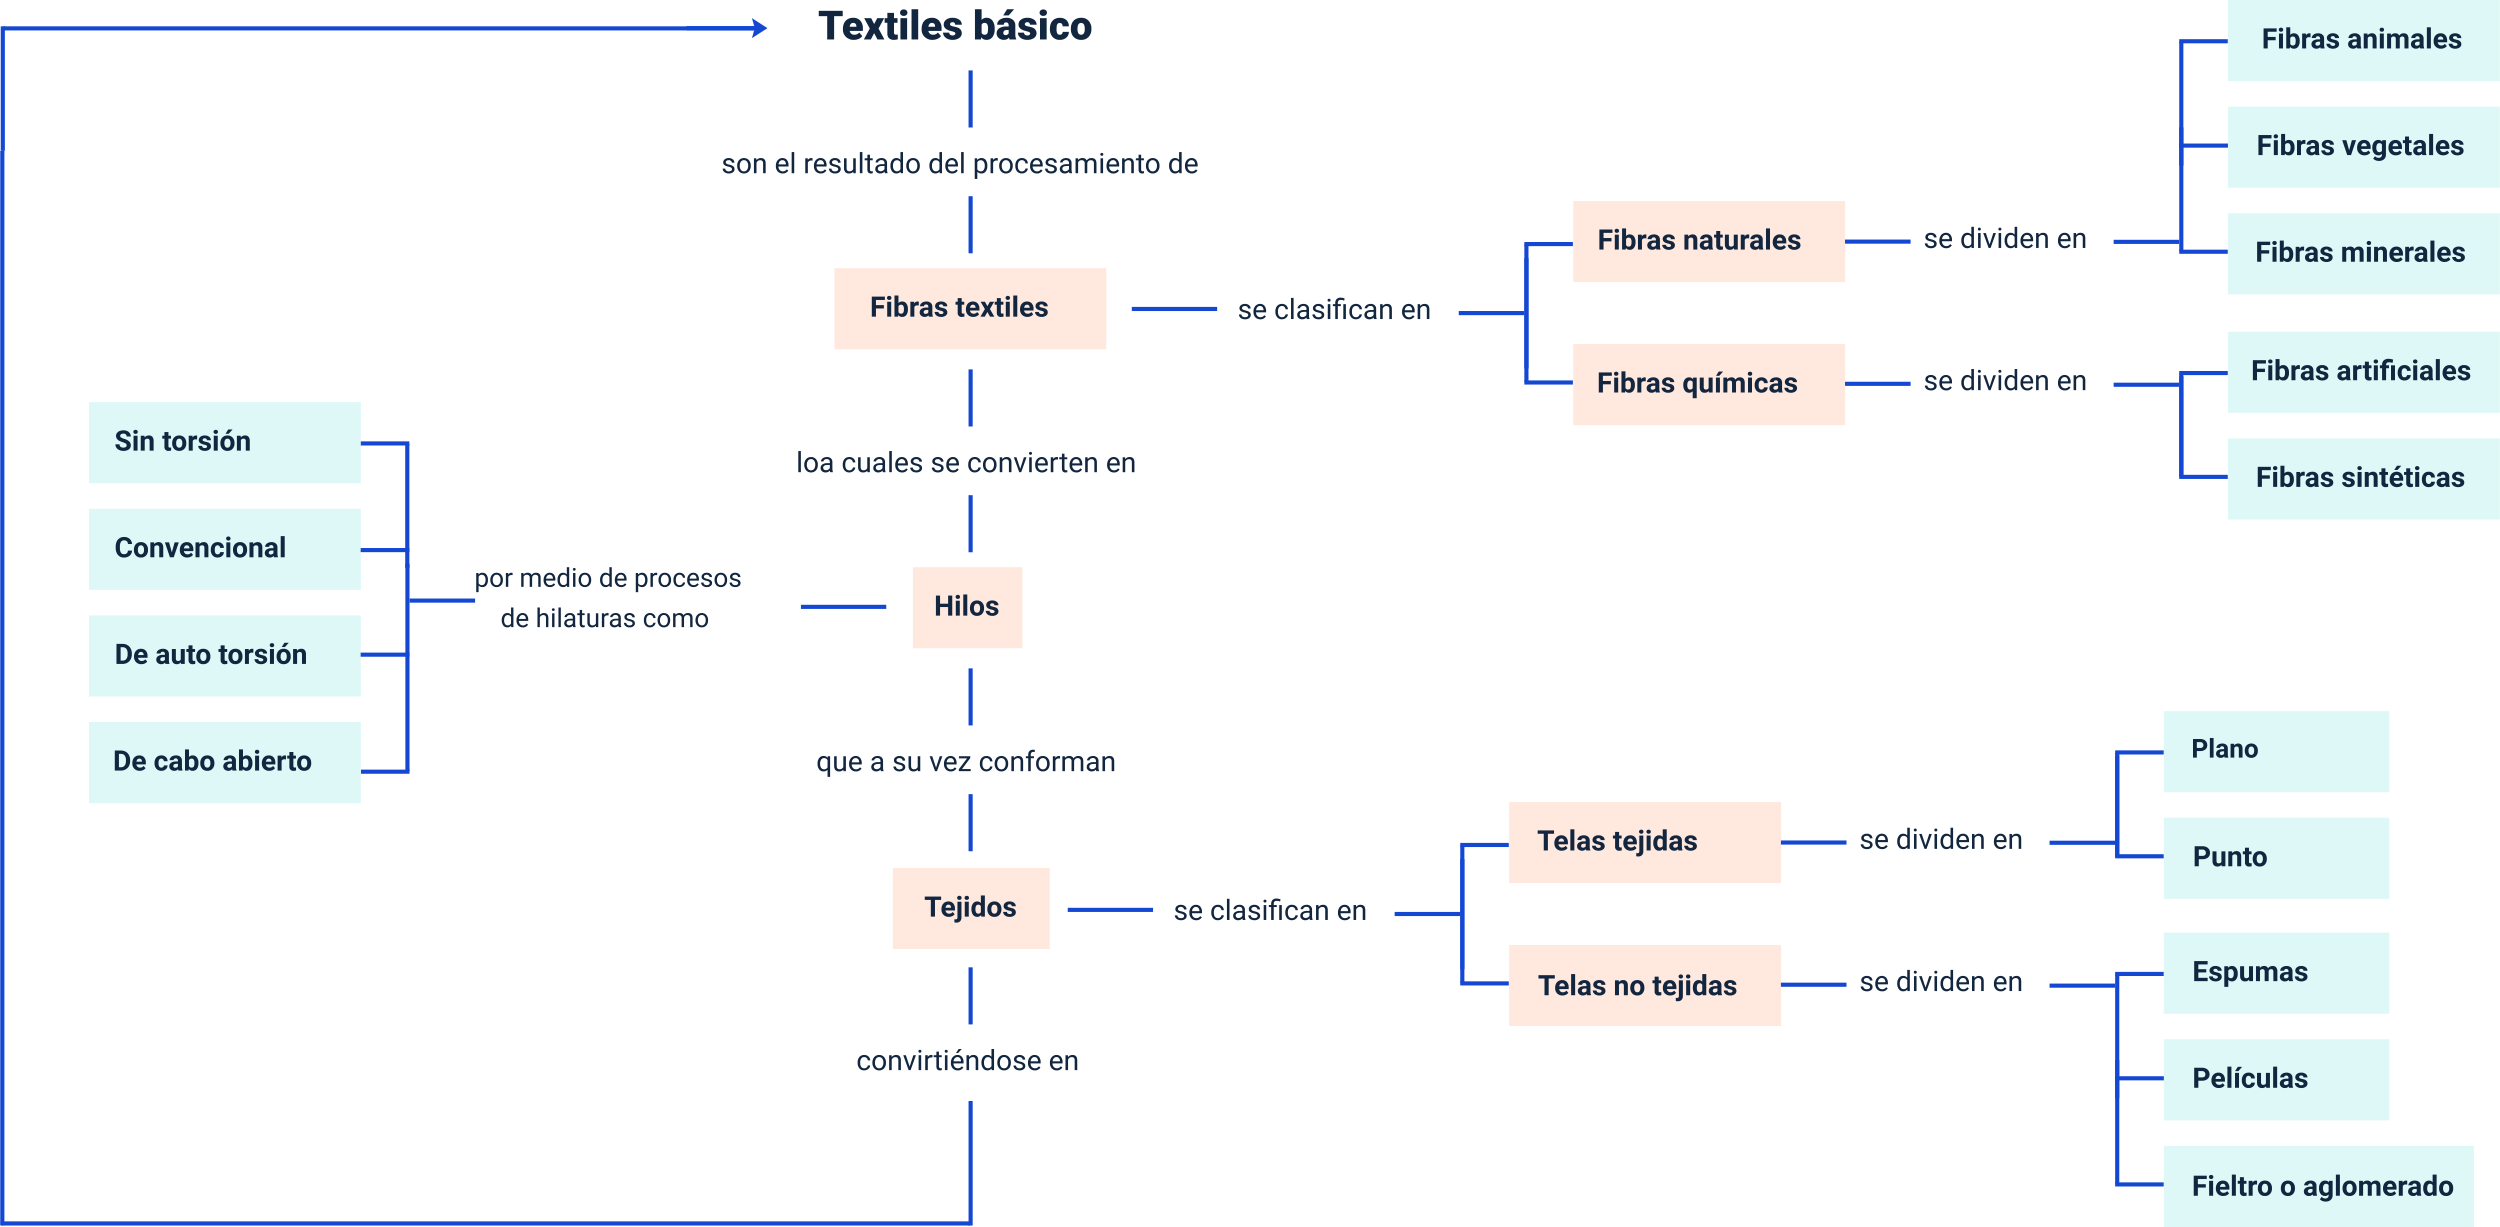 Textiles básicos
son el resultado del procesamiento de
Fibras textiles
se clasifican en
Fibras naturales
se dividen en
Fibras animales
Fibras vegetales
Fibras minerales
Fibras químicas
se dividen en
Fibras artificiales
Fibras sintéticas
loa cuales se convierten en
Hilos
por medio de procesos
de hilaturas como
Sin torsión
Convencional
De auto torsión
De cabo abierto
que a su vez conforman
Tejidos
se clasifican en
Telas tejidas
se dividen en
Plano
Punto
Telas no tejidas
se dividen en
Espumas
Películas
Fieltro o aglomerado
convirtiéndose en